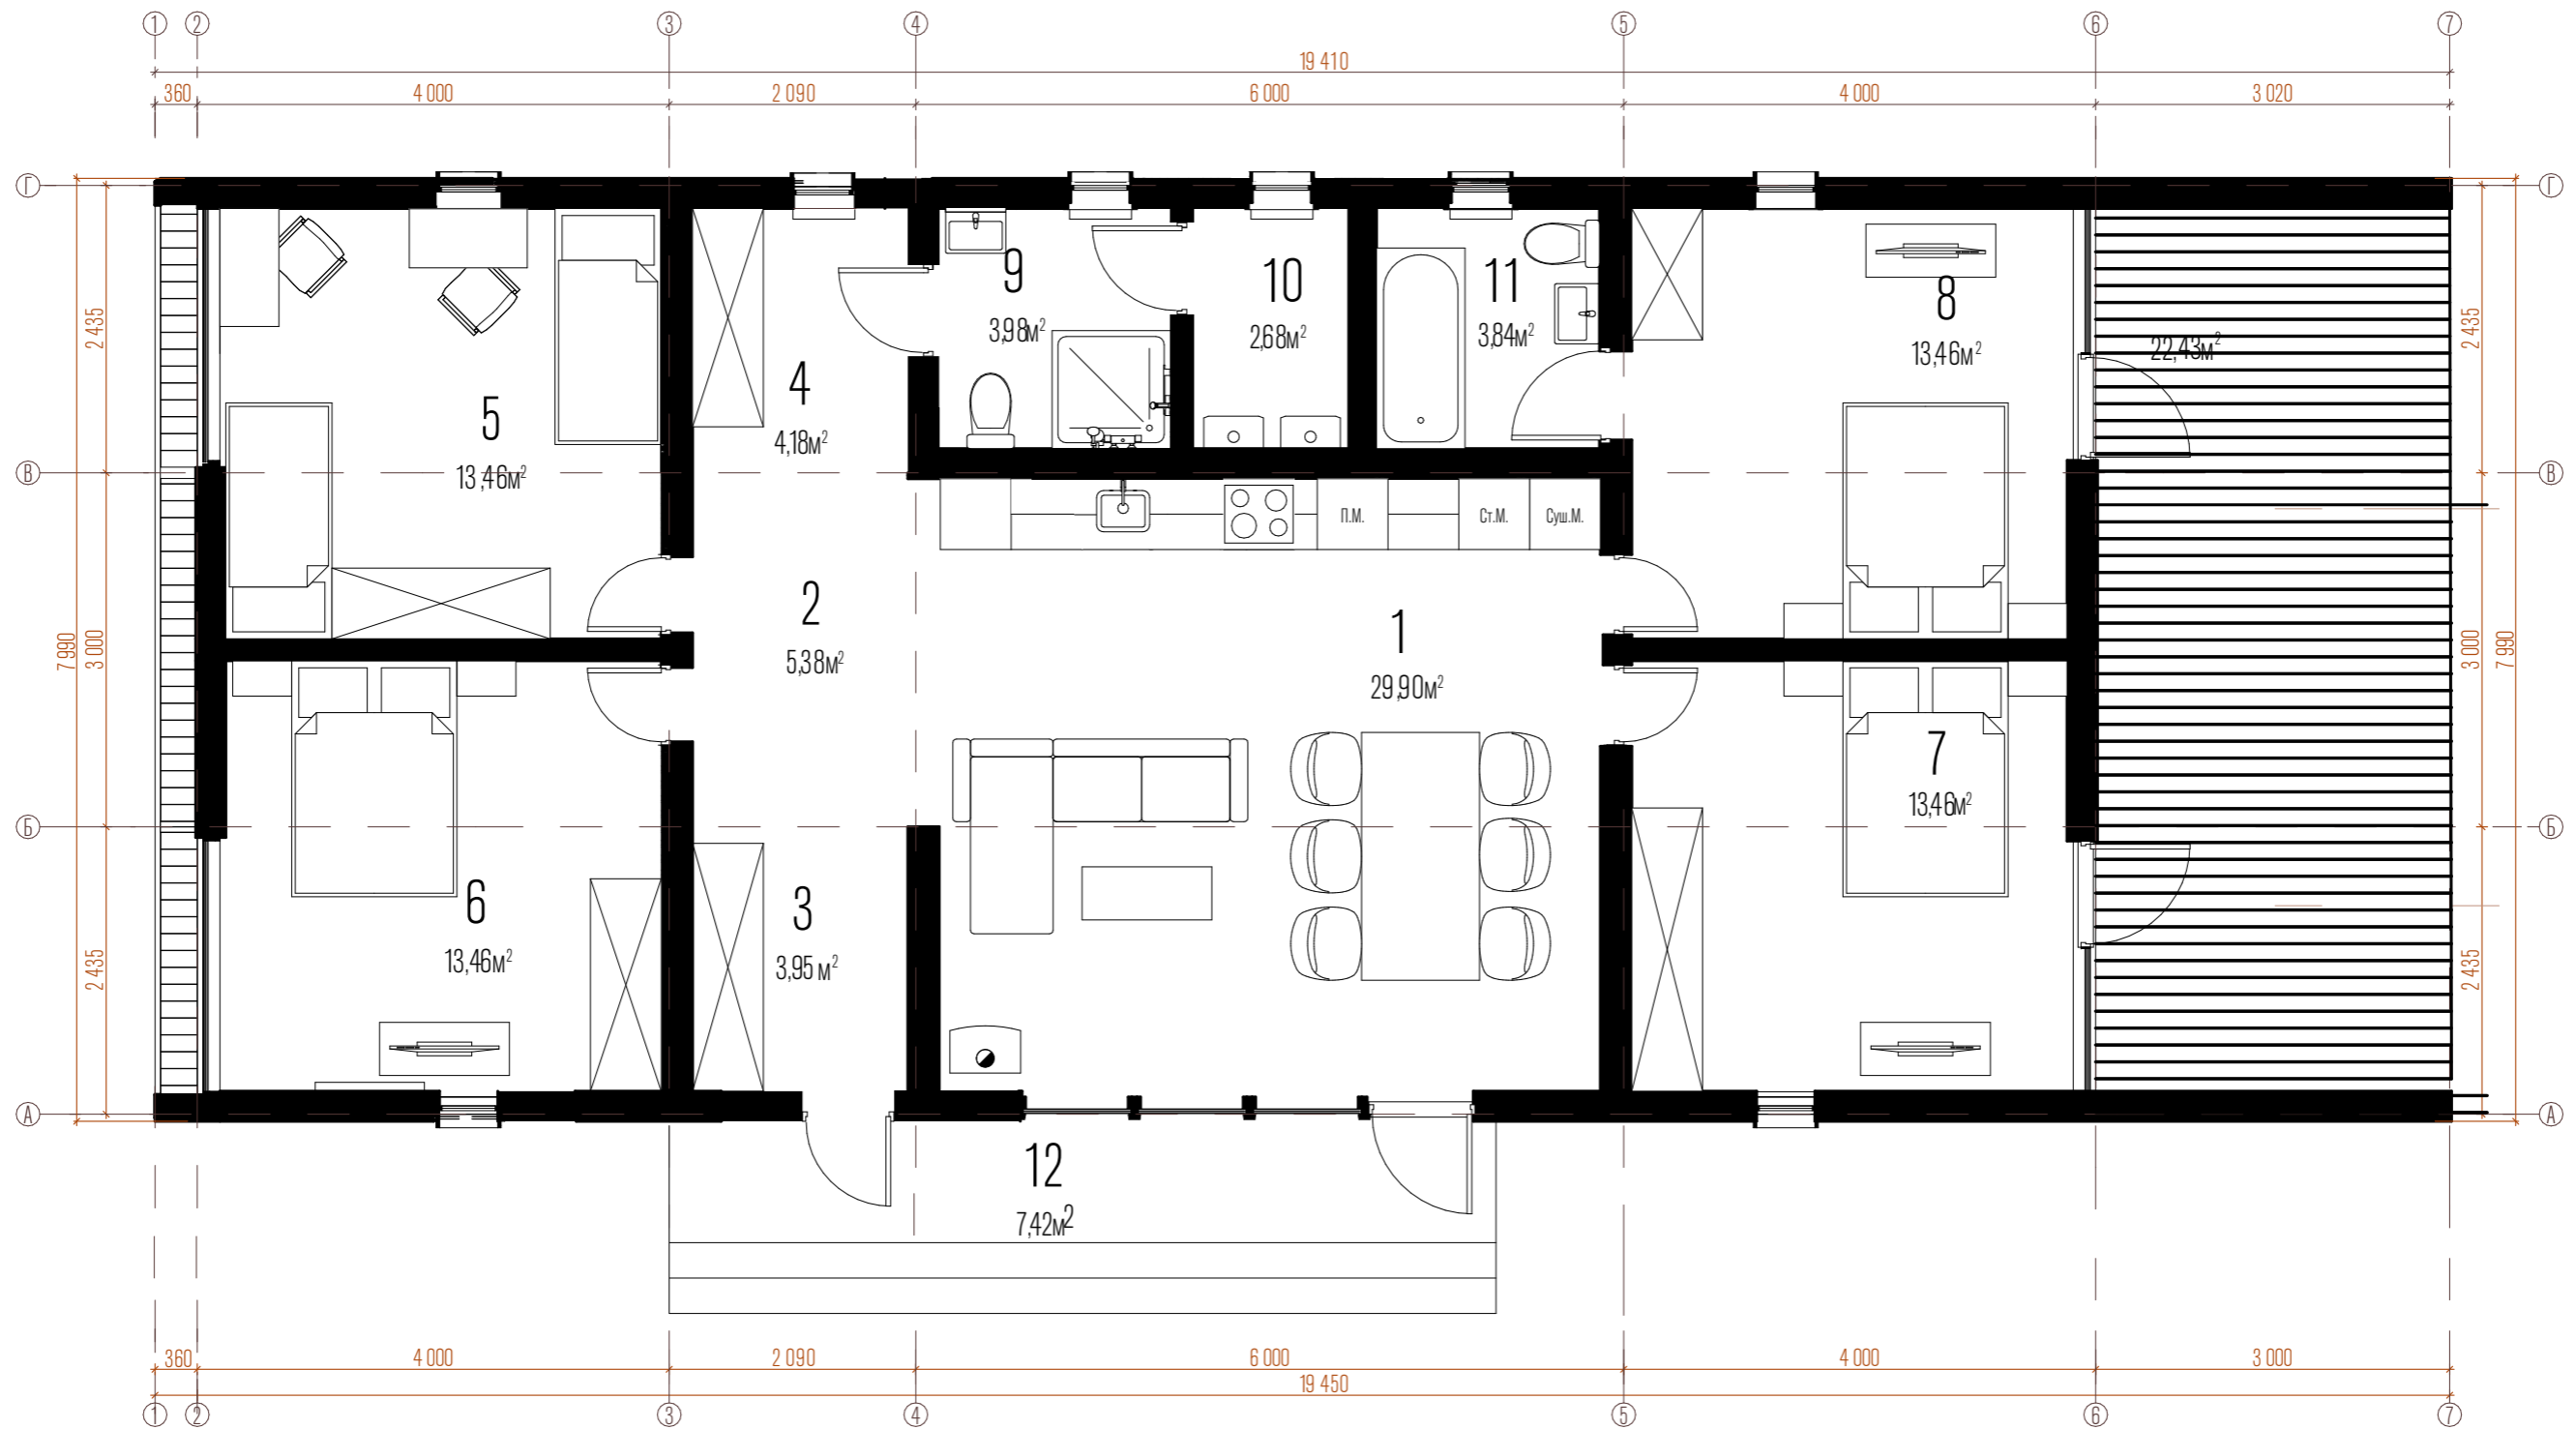 1 2 3 4 5 6 7
19 410
360 4 000 2 090 6 000 4 000 3 020
Г Г
В В
Б Б
А А
2 435
3 000
7 990
2 435
2 435
3 000
7 990
2 435
5
13,46м²
4
4,18м²
9
3,98м²
10
2,68м²
11
3,84м²
8
13,46м²
22,43м²
П.М. Ст.М. Суш.М.
2
5,38м²
1
29,90м²
7
13,46м²
6
13,46м²
3
3,95 м²
12
7,42м²
360 4 000 2 090 6 000 4 000 3 000
19 450
1 2 3 4 5 6 7